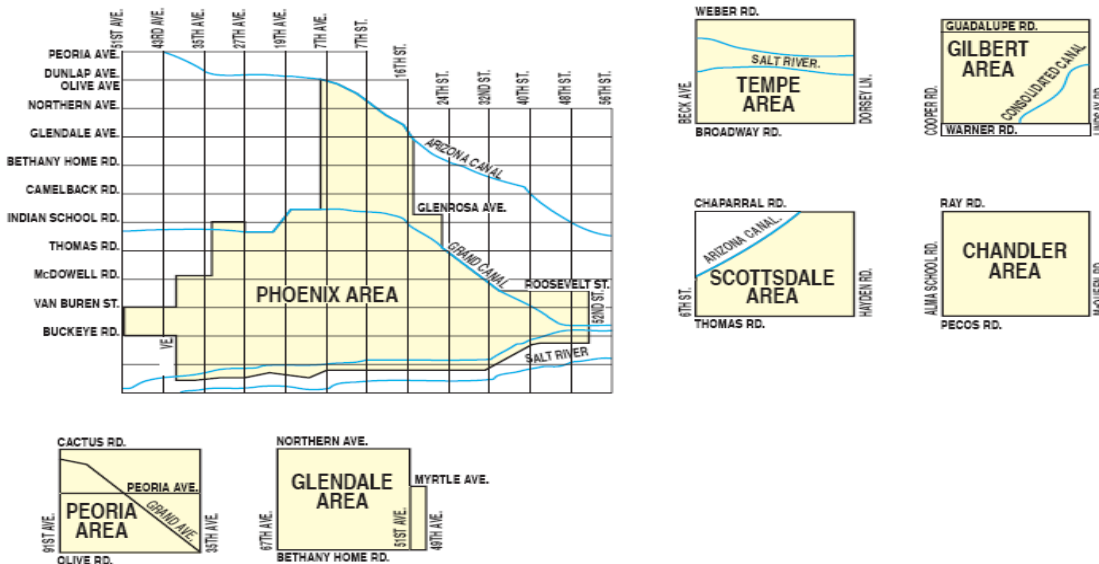 51ST AVE.
43RD AVE.
35TH AVE.
27TH AVE.
19TH AVE.
7TH AVE.
7TH ST.
16TH ST.
24TH ST.
32ND ST.
40TH ST.
48TH ST.
56TH ST.
PEORIA AVE.
DUNLAP AVE.
OLIVE AVE
NORTHERN AVE.
GLENDALE AVE.
BETHANY HOME RD.
CAMELBACK RD.
INDIAN SCHOOL RD.
THOMAS RD.
McDOWELL RD.
VAN BUREN ST.
BUCKEYE RD.
ARIZONA CANAL
GLENROSA AVE.
GRAND CANAL
ROOSEVELT ST.
PHOENIX AREA
52ND ST.
VE.
SALT RIVER
WEBER RD.
SALT RIVER.
TEMPE
AREA
BECK AVE.
DORSEY LN.
BROADWAY RD.
GUADALUPE RD.
GILBERT
AREA
CONSOLIDATED CANAL
COOPER RD.
LINDSAY RD.
WARNER RD.
CHAPARRAL RD.
ARIZONA CANAL.
SCOTTSDALE
AREA
6TH ST.
HAYDEN RD.
THOMAS RD.
RAY RD.
CHANDLER
AREA
ALMA SCHOOL RD.
McQUEEN RD.
PECOS RD.
CACTUS RD.
PEORIA AVE.
GRAND AVE.
PEORIA
AREA
91ST AVE.
35TH AVE.
OLIVE RD.
NORTHERN AVE.
GLENDALE
AREA
MYRTLE AVE.
67TH AVE.
51ST AVE.
49TH AVE.
BETHANY HOME RD.